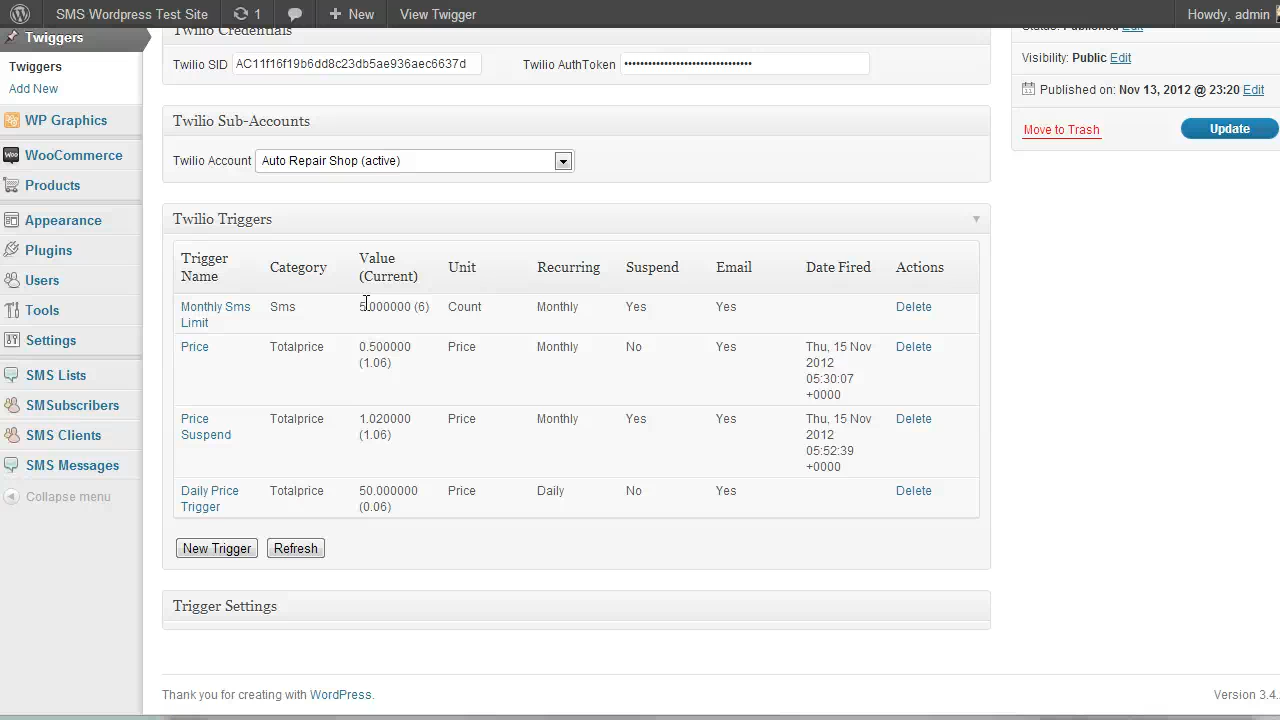 SMS Wordpress Test Site 1 New View Twigger Howdy, admin
Twiggers
Twiggers
Add New
WP Graphics
WooCommerce
Products
Appearance
Plugins
Users
Tools
Settings
SMS Lists
SMSubscribers
SMS Clients
SMS Messages
Collapse menu
Twilio Credentials
Twilio SID AC11f16f19b6dd8c23db5ae936aec6637d Twilio AuthToken ••••••••••••••••••••••••••••••••
Twilio Sub-Accounts
Twilio Account Auto Repair Shop (active)
Twilio Triggers
Trigger Name Category Value (Current) Unit Recurring Suspend Email Date Fired Actions
Monthly Sms Limit Sms 5.000000 (6) Count Monthly Yes Yes Delete
Price Totalprice 0.500000 (1.06) Price Monthly No Yes Thu, 15 Nov 2012 05:30:07 +0000 Delete
Price Suspend Totalprice 1.020000 (1.06) Price Monthly Yes Yes Thu, 15 Nov 2012 05:52:39 +0000 Delete
Daily Price Trigger Totalprice 50.000000 (0.06) Price Daily No Yes Delete
New Trigger Refresh
Trigger Settings
Thank you for creating with WordPress. Version 3.4.
Status: Published Edit
Visibility: Public Edit
Published on: Nov 13, 2012 @ 23:20 Edit
Move to Trash Update